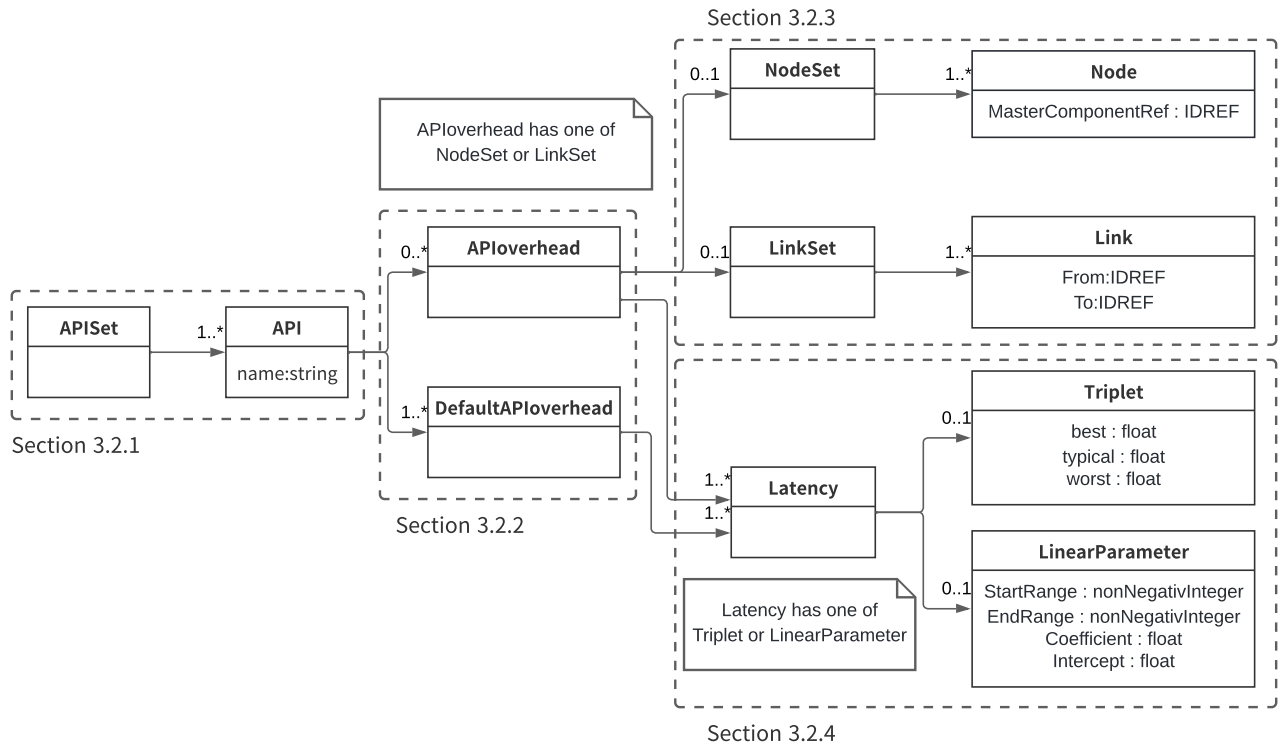 Section 3.2.3
NodeSet
0..1
1..*
Node
MasterComponentRef : IDREF
APIoverhead has one of
NodeSet or LinkSet
APIoverhead
0..*
LinkSet
0..1
1..*
Link
From:IDREF
To:IDREF
APISet
1..*
API
name:string
Section 3.2.1
1..*
DefaultAPIoverhead
Section 3.2.2
Triplet
0..1
best : float
typical : float
worst : float
1..*
Latency
1..*
LinearParameter
0..1
StartRange : nonNegativInteger
EndRange : nonNegativInteger
Coefficient : float
Intercept : float
Latency has one of
Triplet or LinearParameter
Section 3.2.4